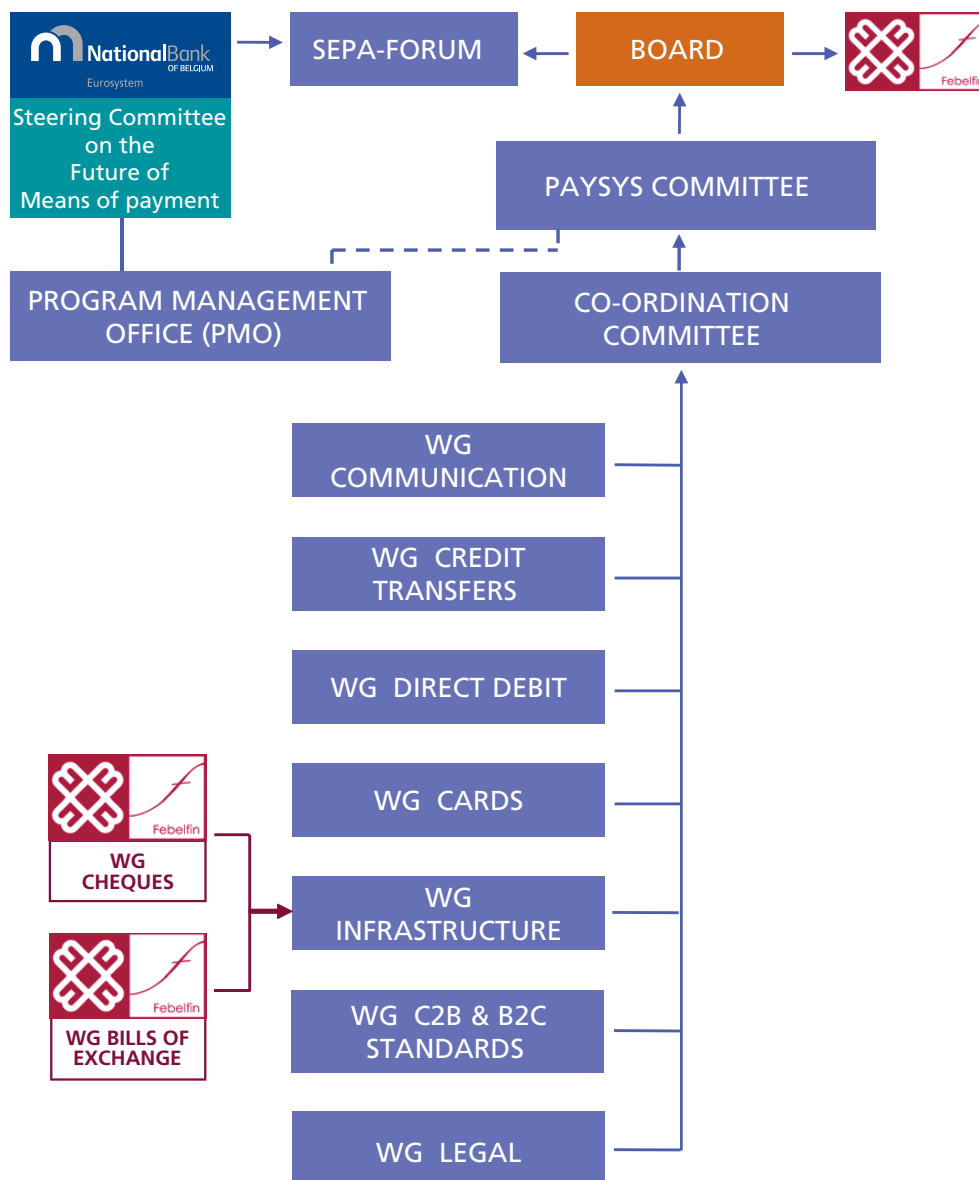 NationalBank
OF BELGIUM
Eurosystem
Steering Committee
on the
Future of
Means of payment
SEPA-FORUM
BOARD
Febelfin
PAYSYS COMMITTEE
PROGRAM MANAGEMENT
OFFICE (PMO)
CO-ORDINATION
COMMITTEE
WG
COMMUNICATION
WG CREDIT
TRANSFERS
WG DIRECT DEBIT
WG CARDS
Febelfin
WG
CHEQUES
WG
INFRASTRUCTURE
Febelfin
WG BILLS OF
EXCHANGE
WG C2B & B2C
STANDARDS
WG LEGAL